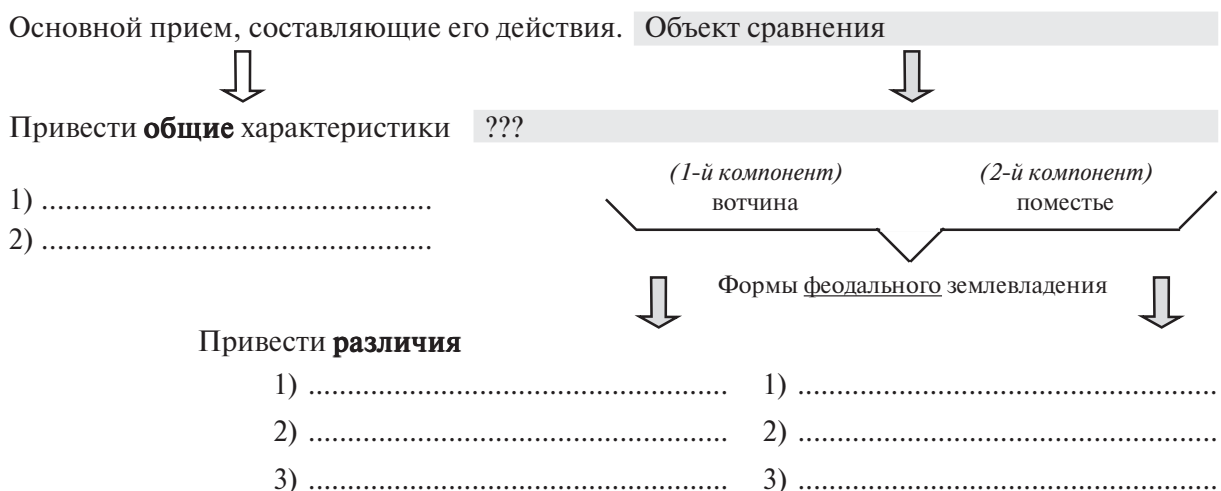 Основной прием, составляющие его действия. Объект сравнения
Привести общие характеристики ???
(1-й компонент) (2-й компонент)
вотчина поместье
1) .................................................
2) .................................................
Формы феодального землевладения
Привести различия
1) ..................................................... 1) .....................................................
2) ..................................................... 2) .....................................................
3) ..................................................... 3) .....................................................